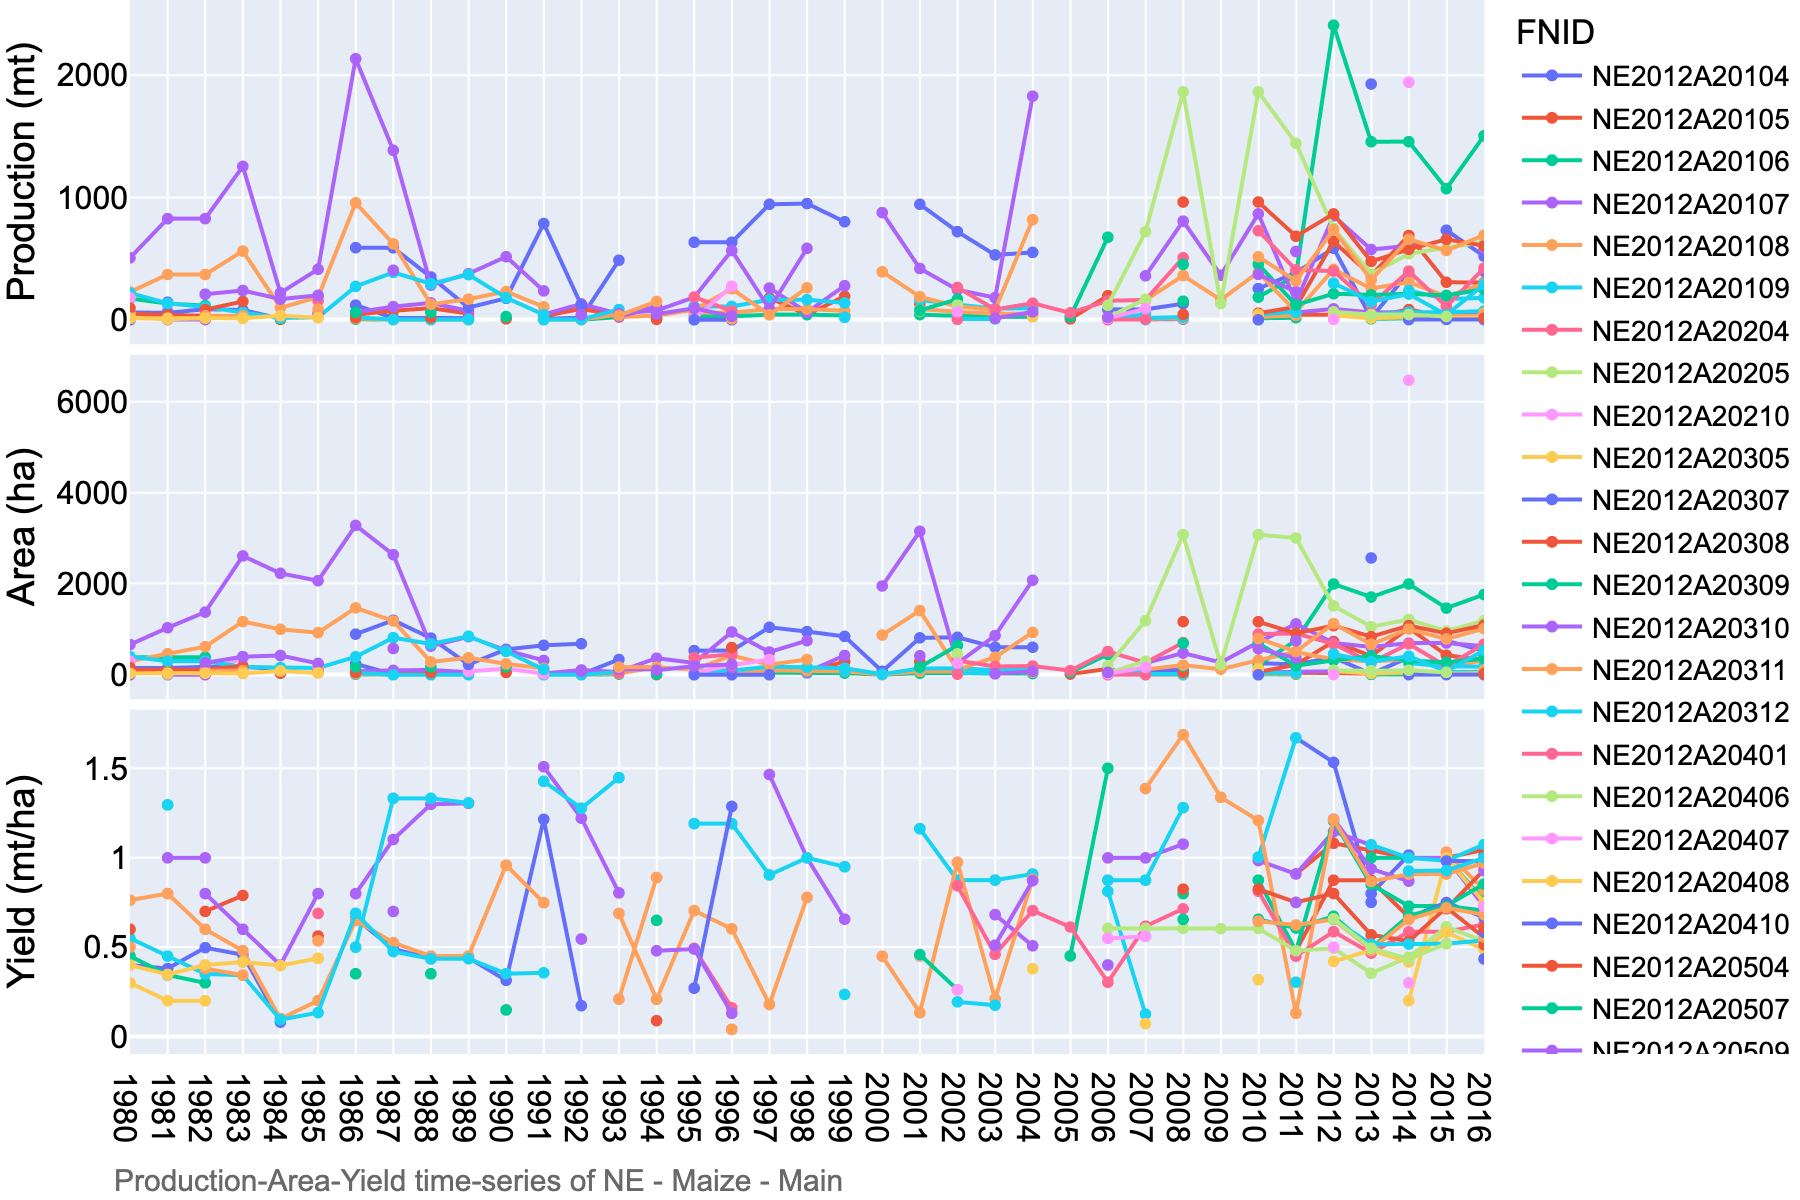 Production (mt)
2000
1000
0
Area (ha)
6000
4000
2000
0
Yield (mt/ha)
1.5
1
0.5
0
1980
1981
1982
1983
1984
1985
1986
1987
1988
1989
1990
1991
1992
1993
1994
1995
1996
1997
1998
1999
2000
2001
2002
2003
2004
2005
2006
2007
2008
2009
2010
2011
2012
2013
2014
2015
2016
Production-Area-Yield time-series of NE - Maize - Main
FNID
NE2012A20104
NE2012A20105
NE2012A20106
NE2012A20107
NE2012A20108
NE2012A20109
NE2012A20204
NE2012A20205
NE2012A20210
NE2012A20305
NE2012A20307
NE2012A20308
NE2012A20309
NE2012A20310
NE2012A20311
NE2012A20312
NE2012A20401
NE2012A20406
NE2012A20407
NE2012A20408
NE2012A20410
NE2012A20504
NE2012A20507
NE2012A20509